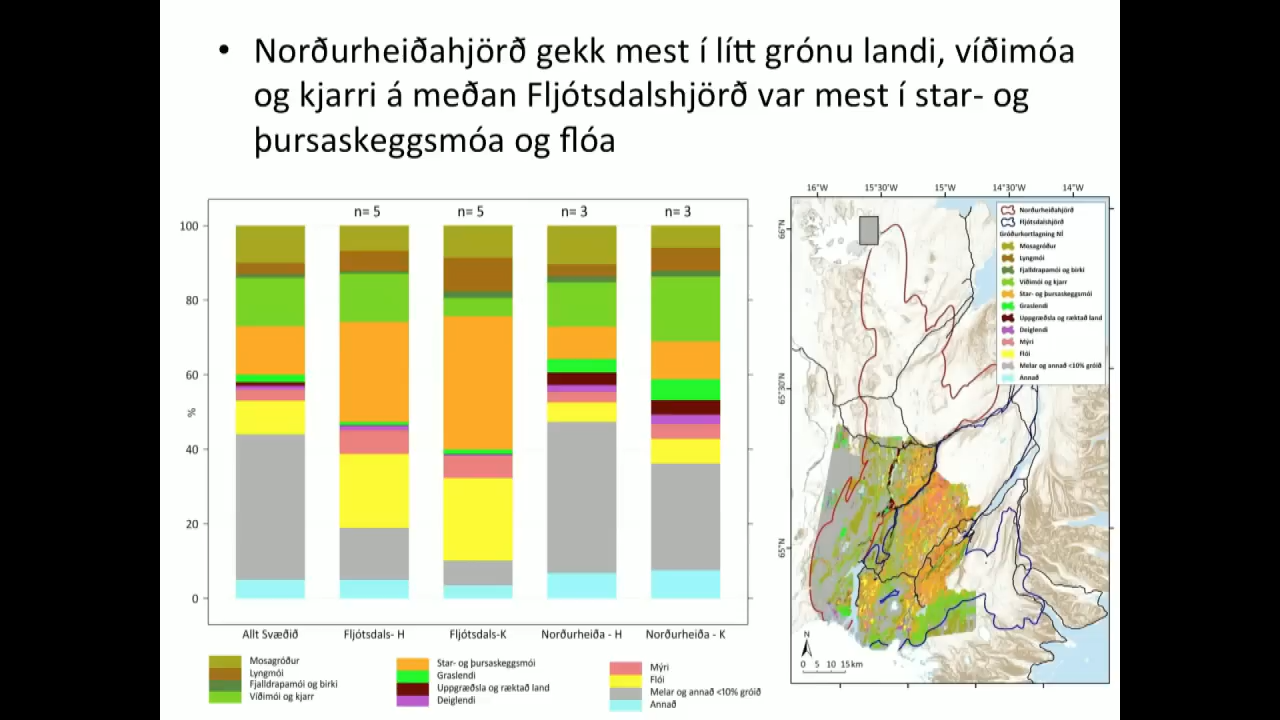 • Norðurheiðahjörð gekk mest í lítt grónu landi, víðimóa
og kjarri á meðan Fljótsdalshjörð var mest í star- og
þursaskeggsmóa og flóa
n= 5
n= 5
n= 3
n= 3
100
80
60
%
40
20
0
Allt Svæðið
Fljótsdals- H
Fljótsdals-K
Norðurheiða - H
Norðurheiða - K
Mosagróður
Lyngmói
Fjalldrapamói og birki
Víðimói og kjarr
Star- og þursaskeggsmói
Graslendi
Uppgræðsla og ræktað land
Deiglendi
Mýri
Flói
Melar og annað <10% gróið
Annað
16°W
15°30'W
15°W
14°30'W
14°W
66°N
65°30'N
65°N
Norðurheiðahjörð
Fljótsdalshjörð
Gróðurkortlagning NÍ
Mosagróður
Lyngmói
Fjalldrapamói og birki
Víðimói og kjarr
Star- og þursaskeggsmói
Graslendi
Uppgræðsla og ræktað land
Deiglendi
Mýri
Flói
Melar og annað <10% gróið
Annað
N
0 5 10 15 km